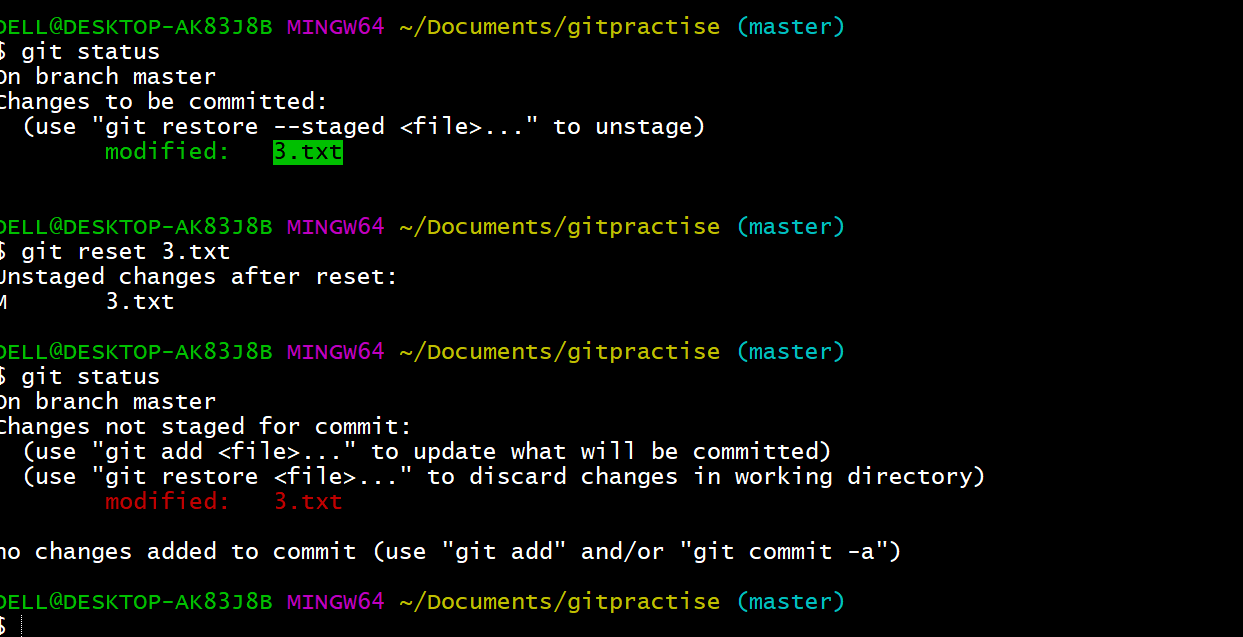 DELL@DESKTOP-AK83J8B MINGW64 ~/Documents/gitpractise (master)
$ git status
On branch master
Changes to be committed:
  (use "git restore --staged <file>..." to unstage)
        modified:   3.txt

DELL@DESKTOP-AK83J8B MINGW64 ~/Documents/gitpractise (master)
$ git reset 3.txt
Unstaged changes after reset:
M       3.txt

DELL@DESKTOP-AK83J8B MINGW64 ~/Documents/gitpractise (master)
$ git status
On branch master
Changes not staged for commit:
  (use "git add <file>..." to update what will be committed)
  (use "git restore <file>..." to discard changes in working directory)
        modified:   3.txt

no changes added to commit (use "git add" and/or "git commit -a")

DELL@DESKTOP-AK83J8B MINGW64 ~/Documents/gitpractise (master)
$